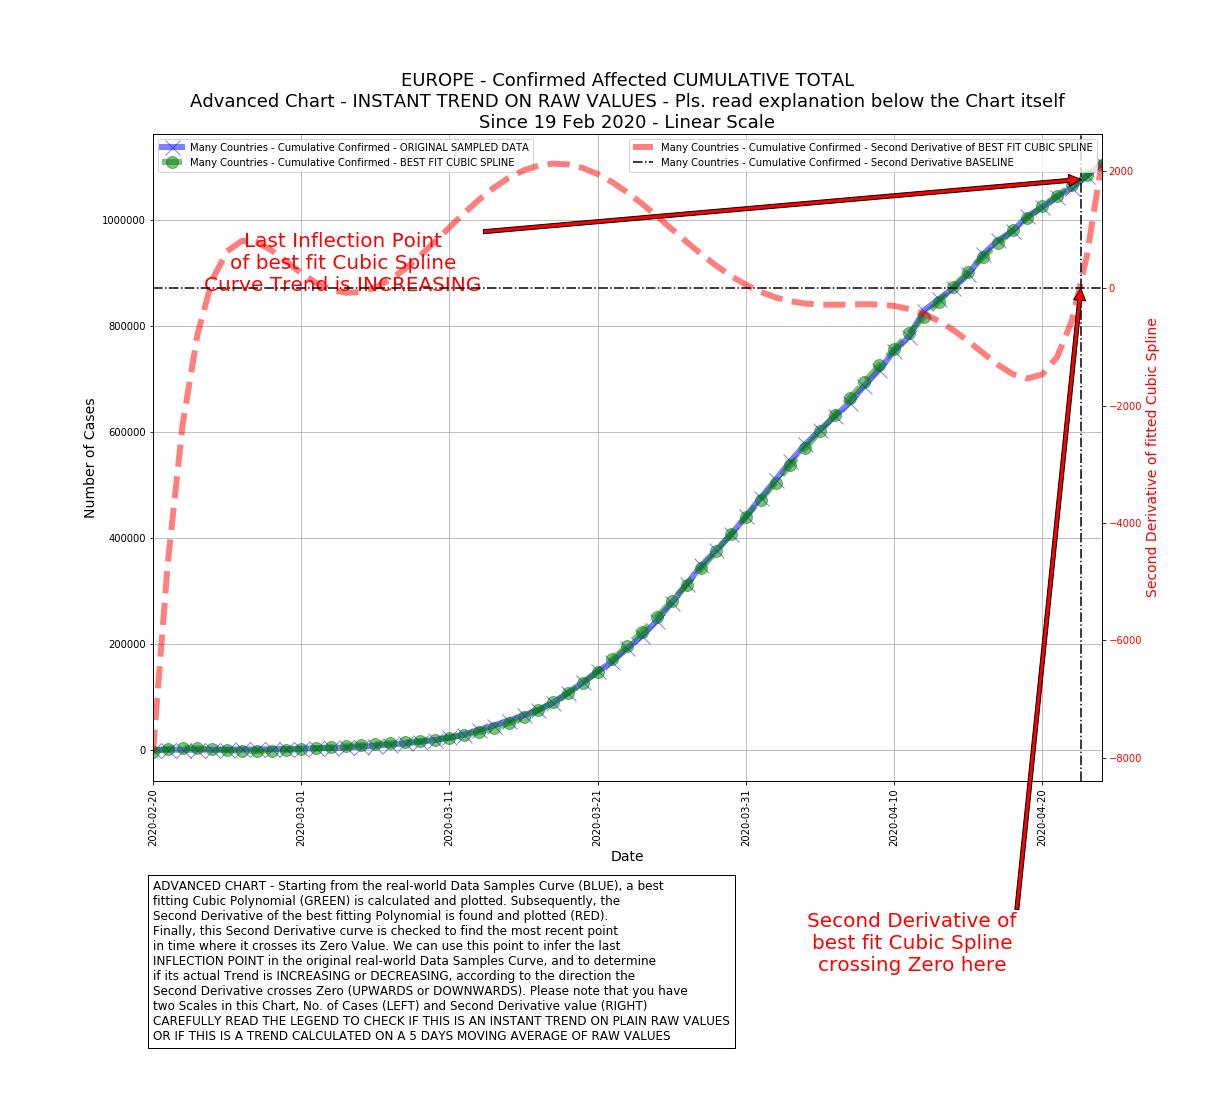 EUROPE - Confirmed Affected CUMULATIVE TOTAL
Advanced Chart - INSTANT TREND ON RAW VALUES - Pls. read explanation below the Chart itself
Since 19 Feb 2020 - Linear Scale
Many Countries - Cumulative Confirmed - ORIGINAL SAMPLED DATA
Many Countries - Cumulative Confirmed - BEST FIT CUBIC SPLINE
Many Countries - Cumulative Confirmed - Second Derivative of BEST FIT CUBIC SPLINE
Many Countries - Cumulative Confirmed - Second Derivative BASELINE
Last Inflection Point
of best fit Cubic Spline
Curve Trend is INCREASING
Number of Cases
1000000
800000
600000
400000
200000
0
2000
0
−2000
−4000
−6000
−8000
Second Derivative of fitted Cubic Spline
2020-02-20
2020-03-01
2020-03-11
2020-03-21
2020-03-31
2020-04-10
2020-04-20
Date
ADVANCED CHART - Starting from the real-world Data Samples Curve (BLUE), a best
fitting Cubic Polynomial (GREEN) is calculated and plotted. Subsequently, the
Second Derivative of the best fitting Polynomial is found and plotted (RED).
Finally, this Second Derivative curve is checked to find the most recent point
in time where it crosses its Zero Value. We can use this point to infer the last
INFLECTION POINT in the original real-world Data Samples Curve, and to determine
if its actual Trend is INCREASING or DECREASING, according to the direction the
Second Derivative crosses Zero (UPWARDS or DOWNWARDS). Please note that you have
two Scales in this Chart, No. of Cases (LEFT) and Second Derivative value (RIGHT)
CAREFULLY READ THE LEGEND TO CHECK IF THIS IS AN INSTANT TREND ON PLAIN RAW VALUES
OR IF THIS IS A TREND CALCULATED ON A 5 DAYS MOVING AVERAGE OF RAW VALUES
Second Derivative of
best fit Cubic Spline
crossing Zero here